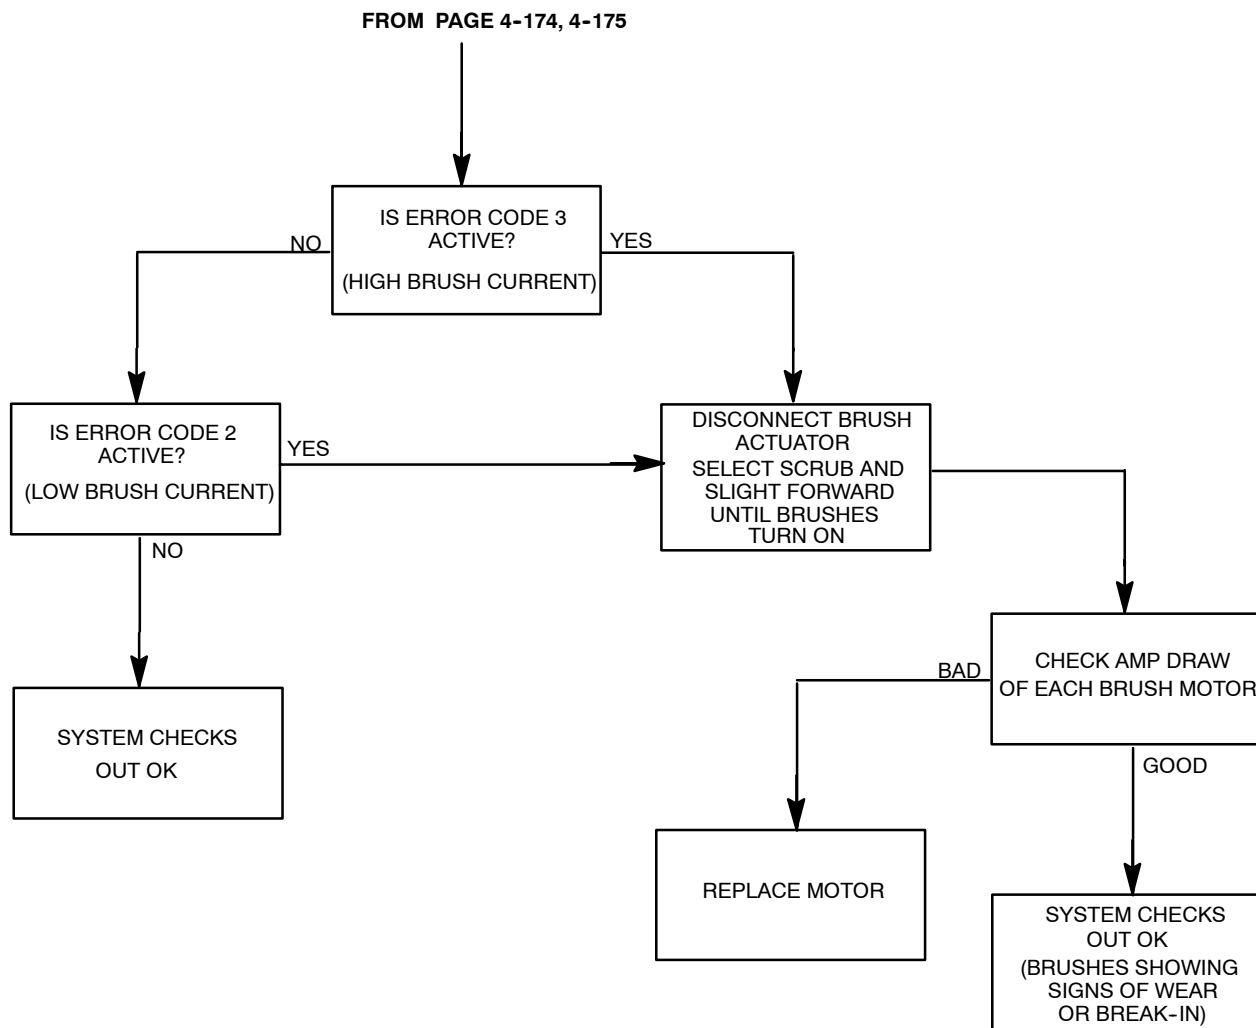 FROM PAGE 4-174, 4-175
IS ERROR CODE 3
ACTIVE?
(HIGH BRUSH CURRENT)
NO
YES
IS ERROR CODE 2
ACTIVE?
(LOW BRUSH CURRENT)
YES
NO
DISCONNECT BRUSH
ACTUATOR
SELECT SCRUB AND
SLIGHT FORWARD
UNTIL BRUSHES
TURN ON
CHECK AMP DRAW
OF EACH BRUSH MOTOR
BAD
GOOD
SYSTEM CHECKS
OUT OK
REPLACE MOTOR
SYSTEM CHECKS
OUT OK
(BRUSHES SHOWING
SIGNS OF WEAR
OR BREAK-IN)